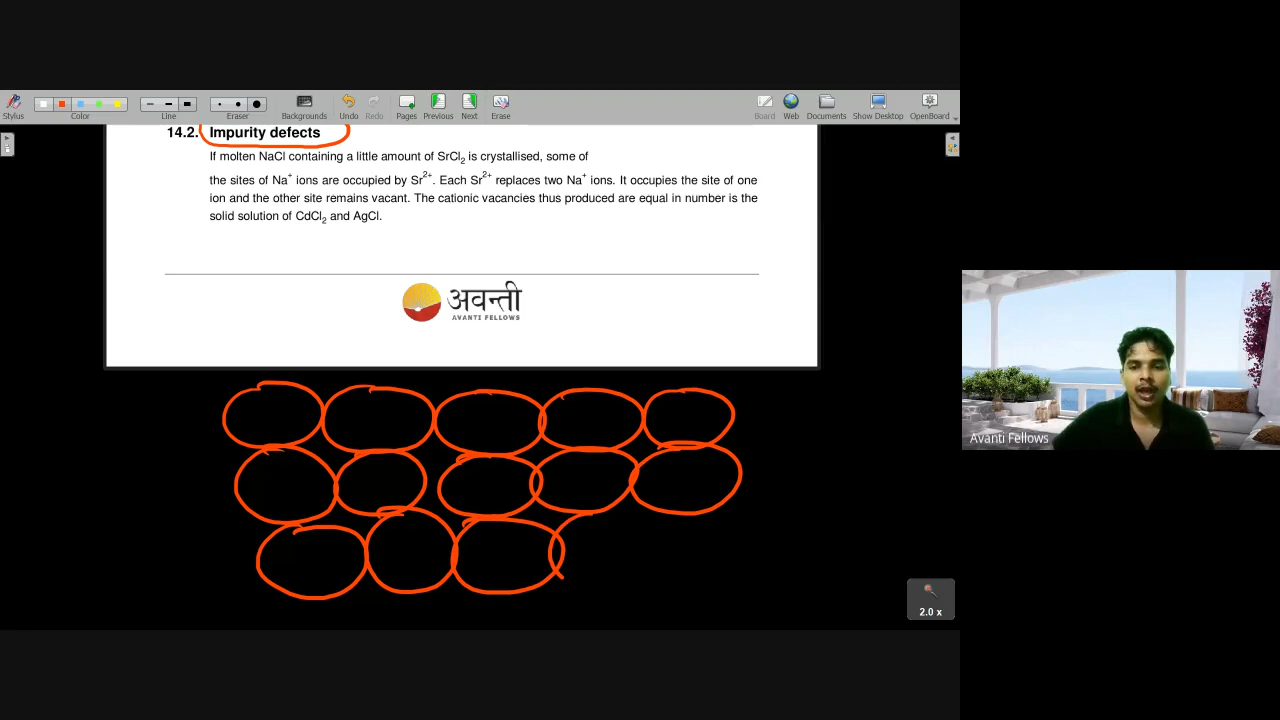 Stylus
Color
Line
Eraser
Backgrounds
Undo
Redo
Pages
Previous
Next
Erase
Board
Web
Documents
Show Desktop
OpenBoard
14.2. Impurity defects
If molten NaCl containing a little amount of SrCl₂ is crystallised, some of
the sites of Na⁺ ions are occupied by Sr²⁺. Each Sr²⁺ replaces two Na⁺ ions. It occupies the site of one
ion and the other site remains vacant. The cationic vacancies thus produced are equal in number is the
solid solution of CdCl₂ and AgCl.
अवन्ती
AVANTI FELLOWS
Avanti Fellows
2.0 x